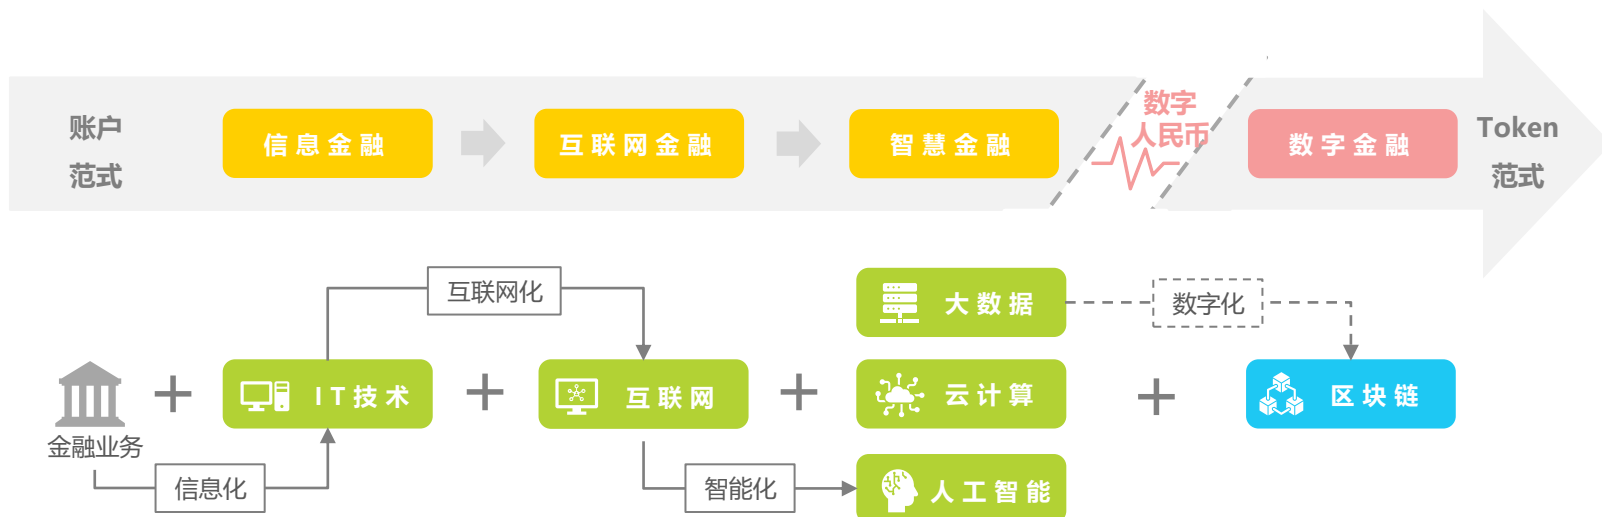 账户
范式
信息金融
互联网金融
智慧金融
数字
人民币
数字金融
Token
范式
互联网化
大数据
数字化
IT技术
互联网
云计算
区块链
金融业务
信息化
智能化
人工智能